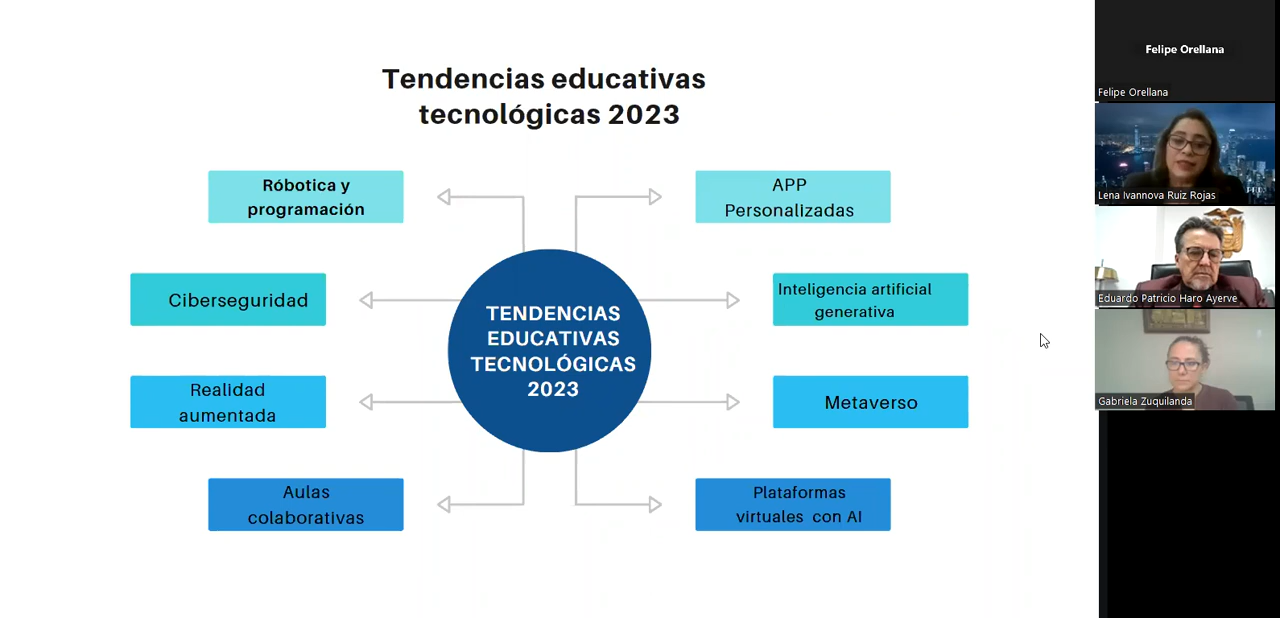 Tendencias educativas
tecnológicas 2023
Róbotica y
programación
APP
Personalizadas
Ciberseguridad
Inteligencia artificial
generativa
TENDENCIAS
EDUCATIVAS
TECNOLÓGICAS
2023
Realidad
aumentada
Metaverso
Aulas
colaborativas
Plataformas
virtuales con AI
Felipe Orellana
Felipe Orellana
Lena Ivannova Ruiz Rojas
Eduardo Patricio Haro Ayerve
Gabriela Zuquilanda